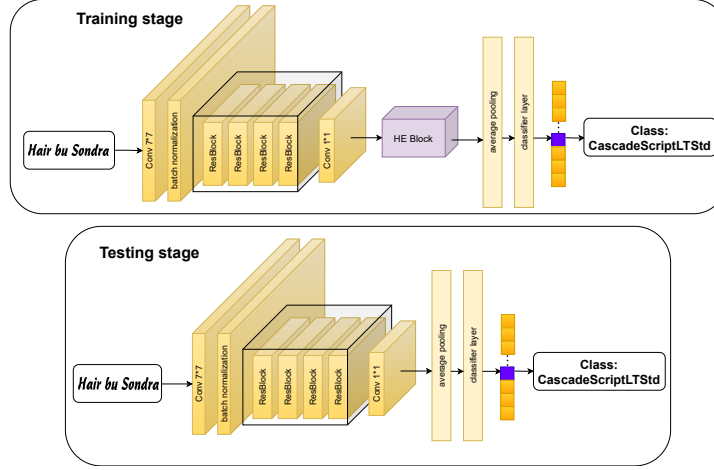 Training stage
Hair bu Sondra
Conv 7*7
batch normalization
ResBlock
ResBlock
ResBlock
ResBlock
Conv 1*1
HE Block
average pooling
classifier layer
Class:
CascadeScriptLTStd
Testing stage
Hair bu Sondra
Conv 7*7
batch normalization
ResBlock
ResBlock
ResBlock
ResBlock
Conv 1*1
average pooling
classifier layer
Class:
CascadeScriptLTStd